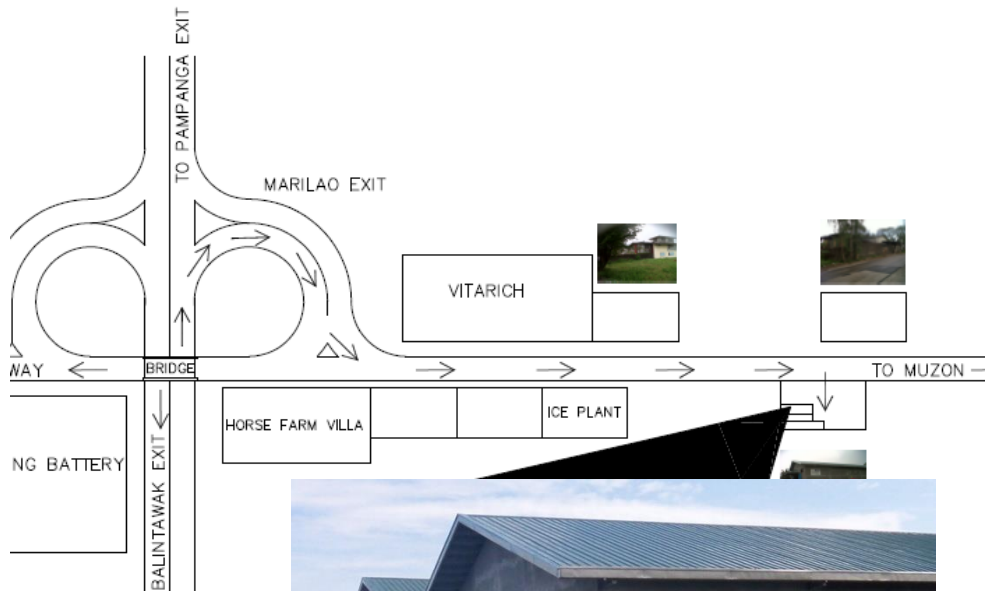 TO PAMPANGA EXIT
MARILAO EXIT
VITARICH
WAY
BRIDGE
TO MUZON
HORSE FARM VILLA
ICE PLANT
NG BATTERY
BALINTAWAK EXIT